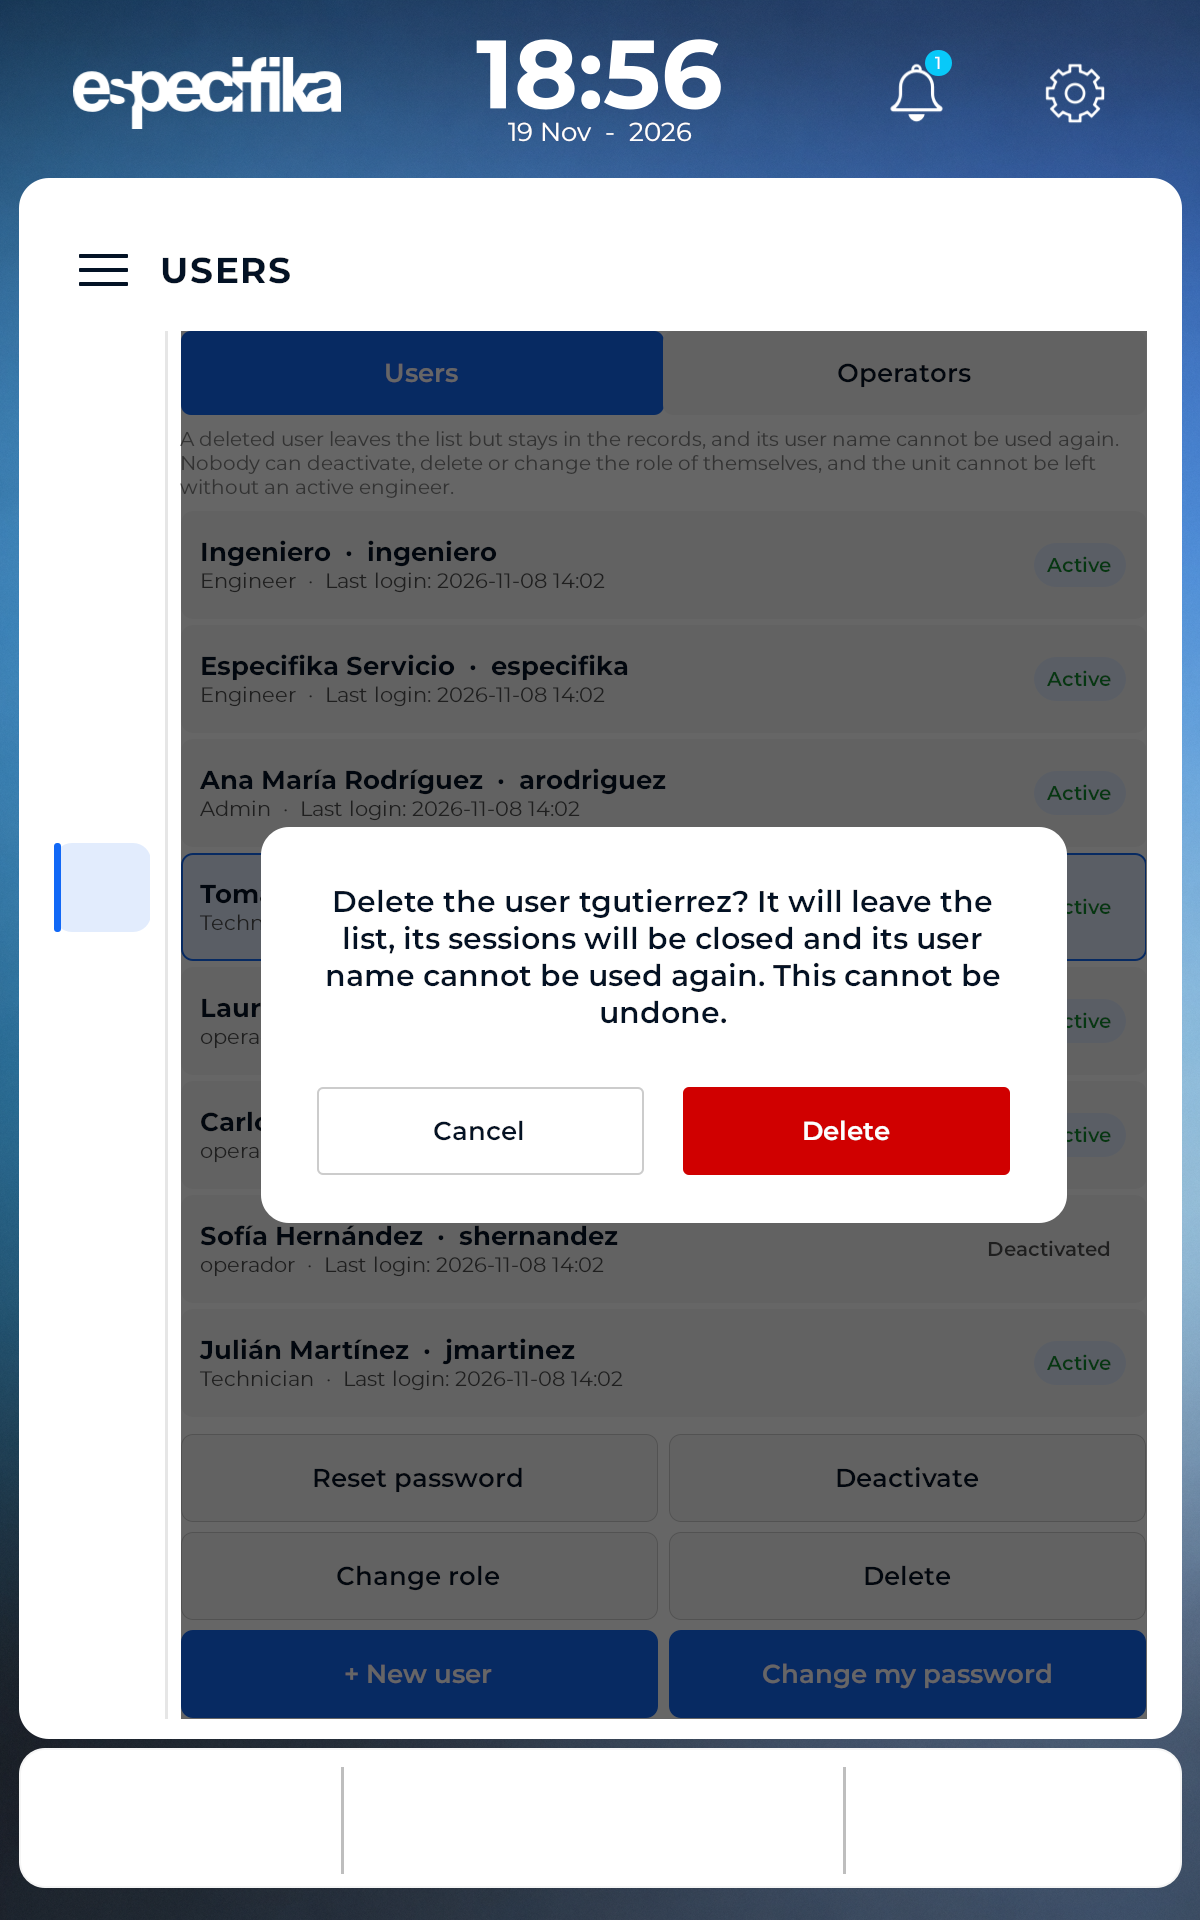 especifika
18:56
19 Nov - 2026
1
USERS
Users
Operators
A deleted user leaves the list but stays in the records, and its user name cannot be used again.
Nobody can deactivate, delete or change the role of themselves, and the unit cannot be left
without an active engineer.
Ingeniero · ingeniero
Engineer · Last login: 2026-11-08 14:02
Active
Especifika Servicio · especifika
Engineer · Last login: 2026-11-08 14:02
Active
Ana María Rodríguez · arodriguez
Admin · Last login: 2026-11-08 14:02
Active
Delete the user tgutierrez? It will leave the
list, its sessions will be closed and its user
name cannot be used again. This cannot be
undone.
Cancel
Delete
Sofía Hernández · shernandez
operador · Last login: 2026-11-08 14:02
Deactivated
Julián Martínez · jmartinez
Technician · Last login: 2026-11-08 14:02
Active
Reset password
Deactivate
Change role
Delete
+ New user
Change my password